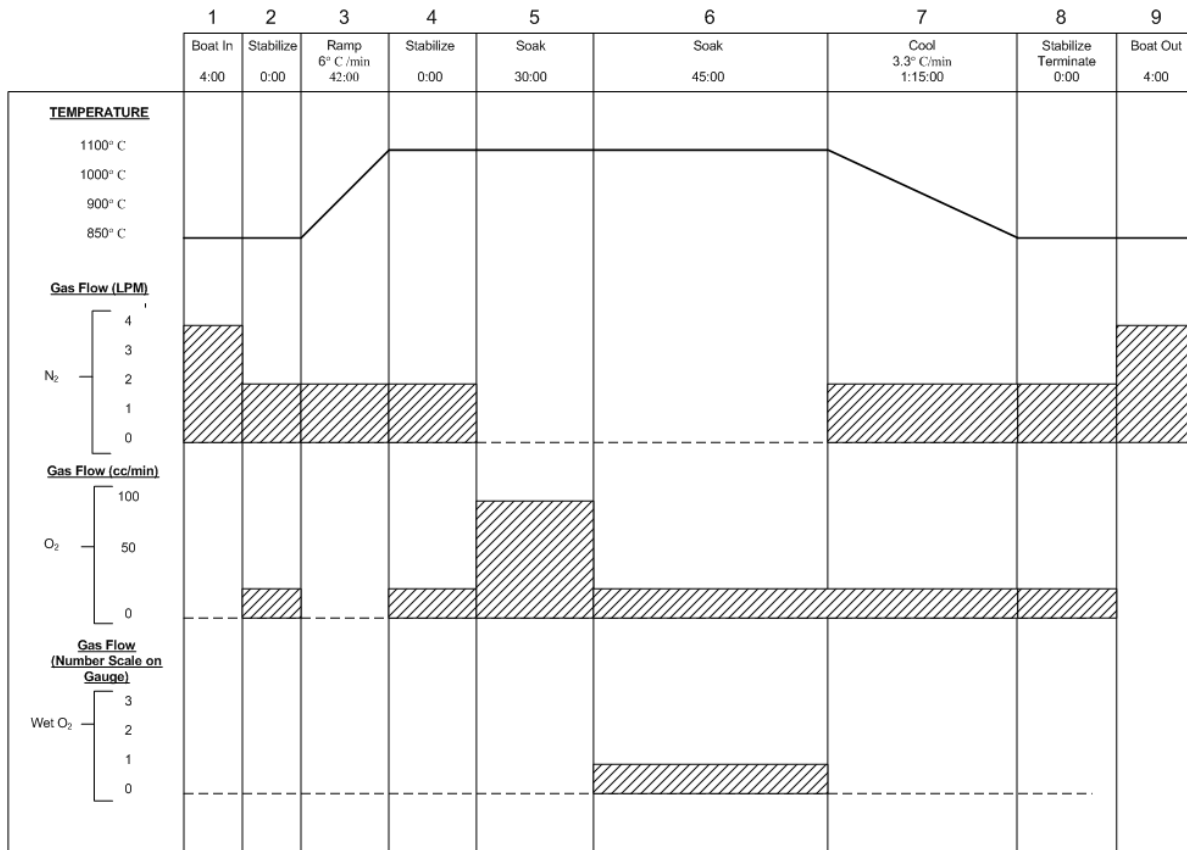 1 2 3 4 5 6 7 8 9
Boat In Stabilize Ramp Stabilize Soak Soak Cool Stabilize Boat Out
6° C /min 3.3° C/min Terminate
4:00 0:00 42:00 0:00 30:00 45:00 1:15:00 0:00 4:00
TEMPERATURE
1100° C
1000° C
900° C
850° C
Gas Flow (LPM)
4
3
N₂ 2
1
0
Gas Flow (cc/min)
100
O₂ 50
0
Gas Flow
(Number Scale on
Gauge)
3
Wet O₂ 2
1
0